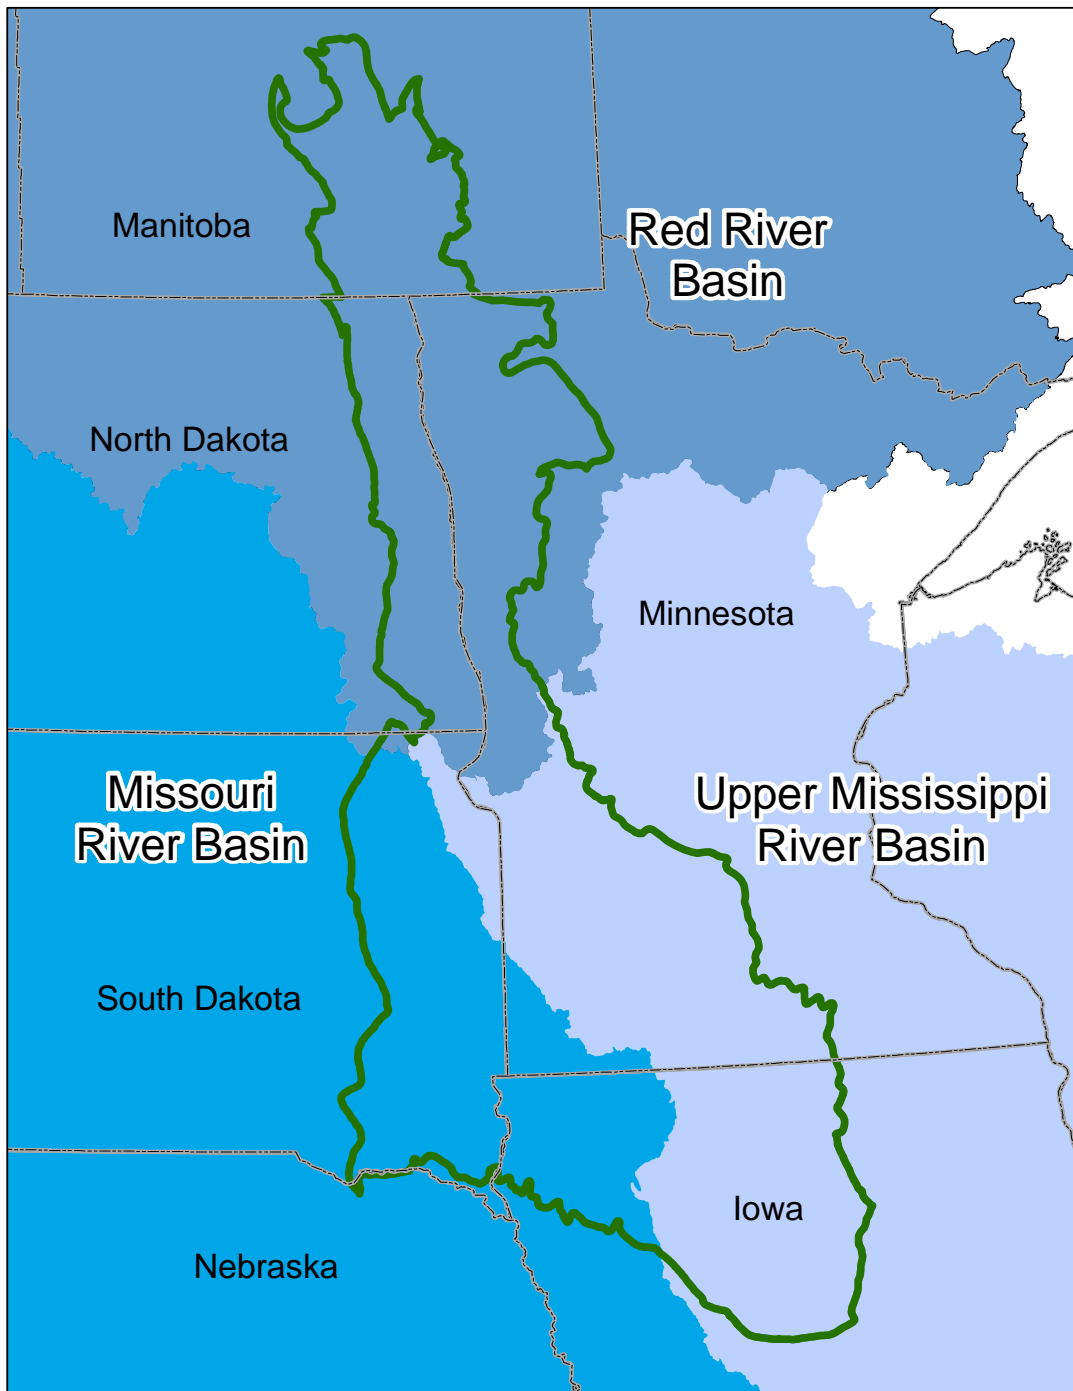 Manitoba
Red River
Basin
North Dakota
Minnesota
Missouri
River Basin
Upper Mississippi
River Basin
South Dakota
Iowa
Nebraska